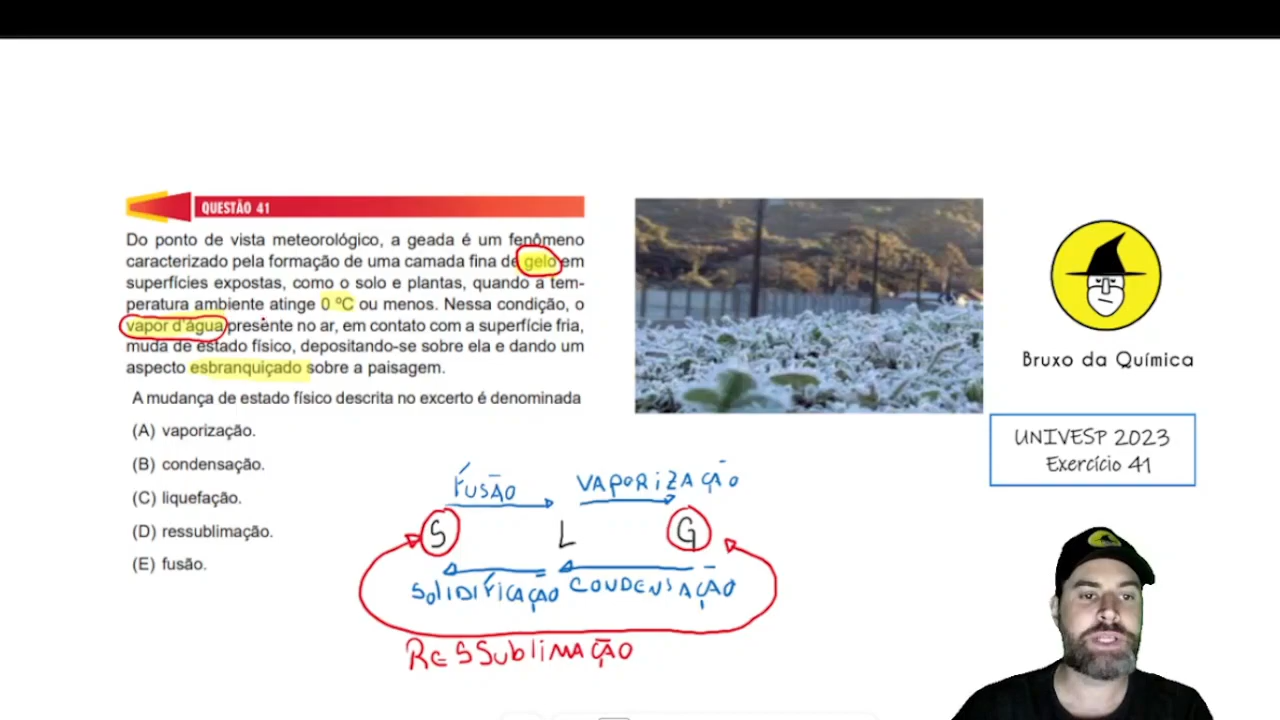 QUESTÃO 41
Do ponto de vista meteorológico, a geada é um fenômeno
caracterizado pela formação de uma camada fina de gelo em
superfícies expostas, como o solo e plantas, quando a tem-
peratura ambiente atinge 0 ºC ou menos. Nessa condição, o
vapor d'água presente no ar, em contato com a superfície fria,
muda de estado físico, depositando-se sobre ela e dando um
aspecto esbranquiçado sobre a paisagem.
A mudança de estado físico descrita no excerto é denominada
(A) vaporização.
(B) condensação.
(C) liquefação.
(D) ressublimação.
(E) fusão.
FUSÃO
VAPORIZAÇÃO
S
L
G
SOLIDIFICAÇÃO
CONDENSAÇÃO
RESSUBLIMAÇÃO
Bruxo da Química
UNIVESP 2023
Exercício 41